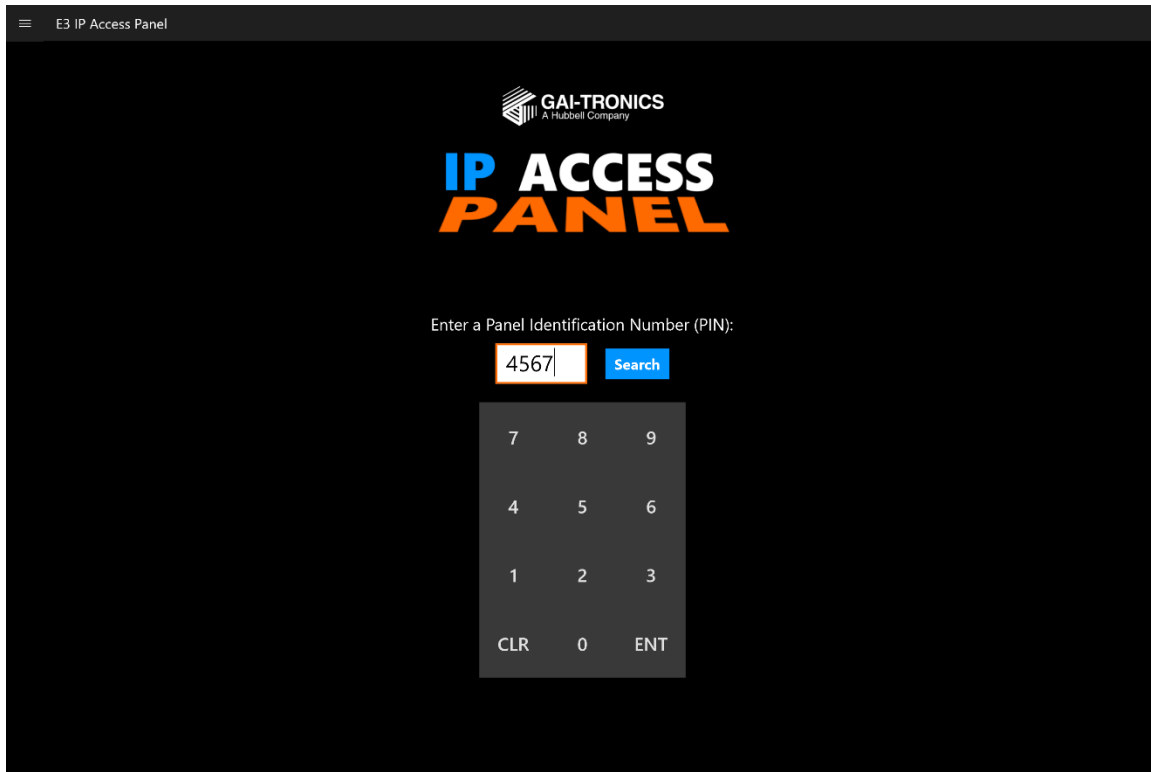 E3 IP Access Panel
GAI-TRONICS
A Hubbell Company
IP ACCESS
PANEL
Enter a Panel Identification Number (PIN):
4567 Search
7 8 9
4 5 6
1 2 3
CLR 0 ENT